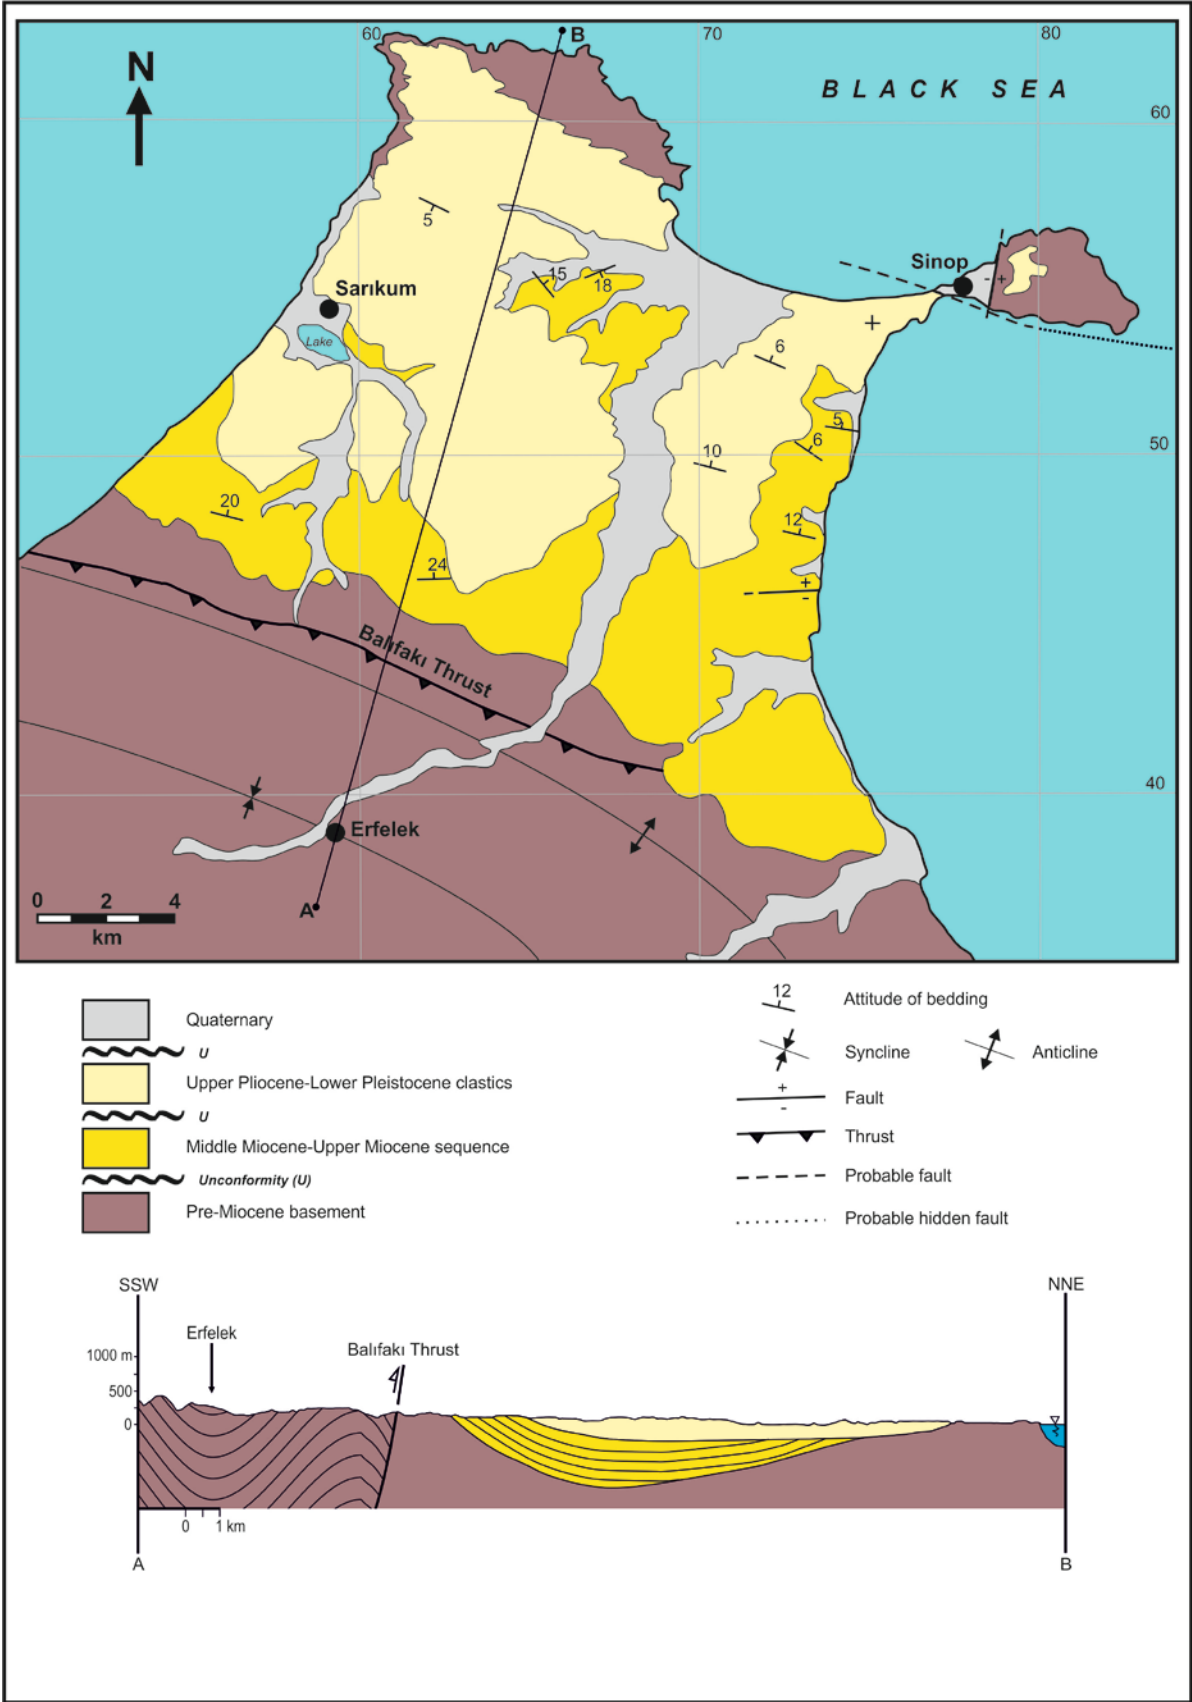 60
B
70
80
N
BLACK SEA
60
5
15
18
Sinop
- +
Sarıkum
Lake
+
6
5
6
50
10
20
12
24
+
-
Balıfakı Thrust
40
Erfelek
A
0 2 4
km
Quaternary
U
Upper Pliocene-Lower Pleistocene clastics
U
Middle Miocene-Upper Miocene sequence
Unconformity (U)
Pre-Miocene basement
12
Attitude of bedding
Syncline
Anticline
+
-
Fault
Thrust
Probable fault
Probable hidden fault
SSW
NNE
Erfelek
Balıfakı Thrust
1000 m
500
0
0 1 km
A
B